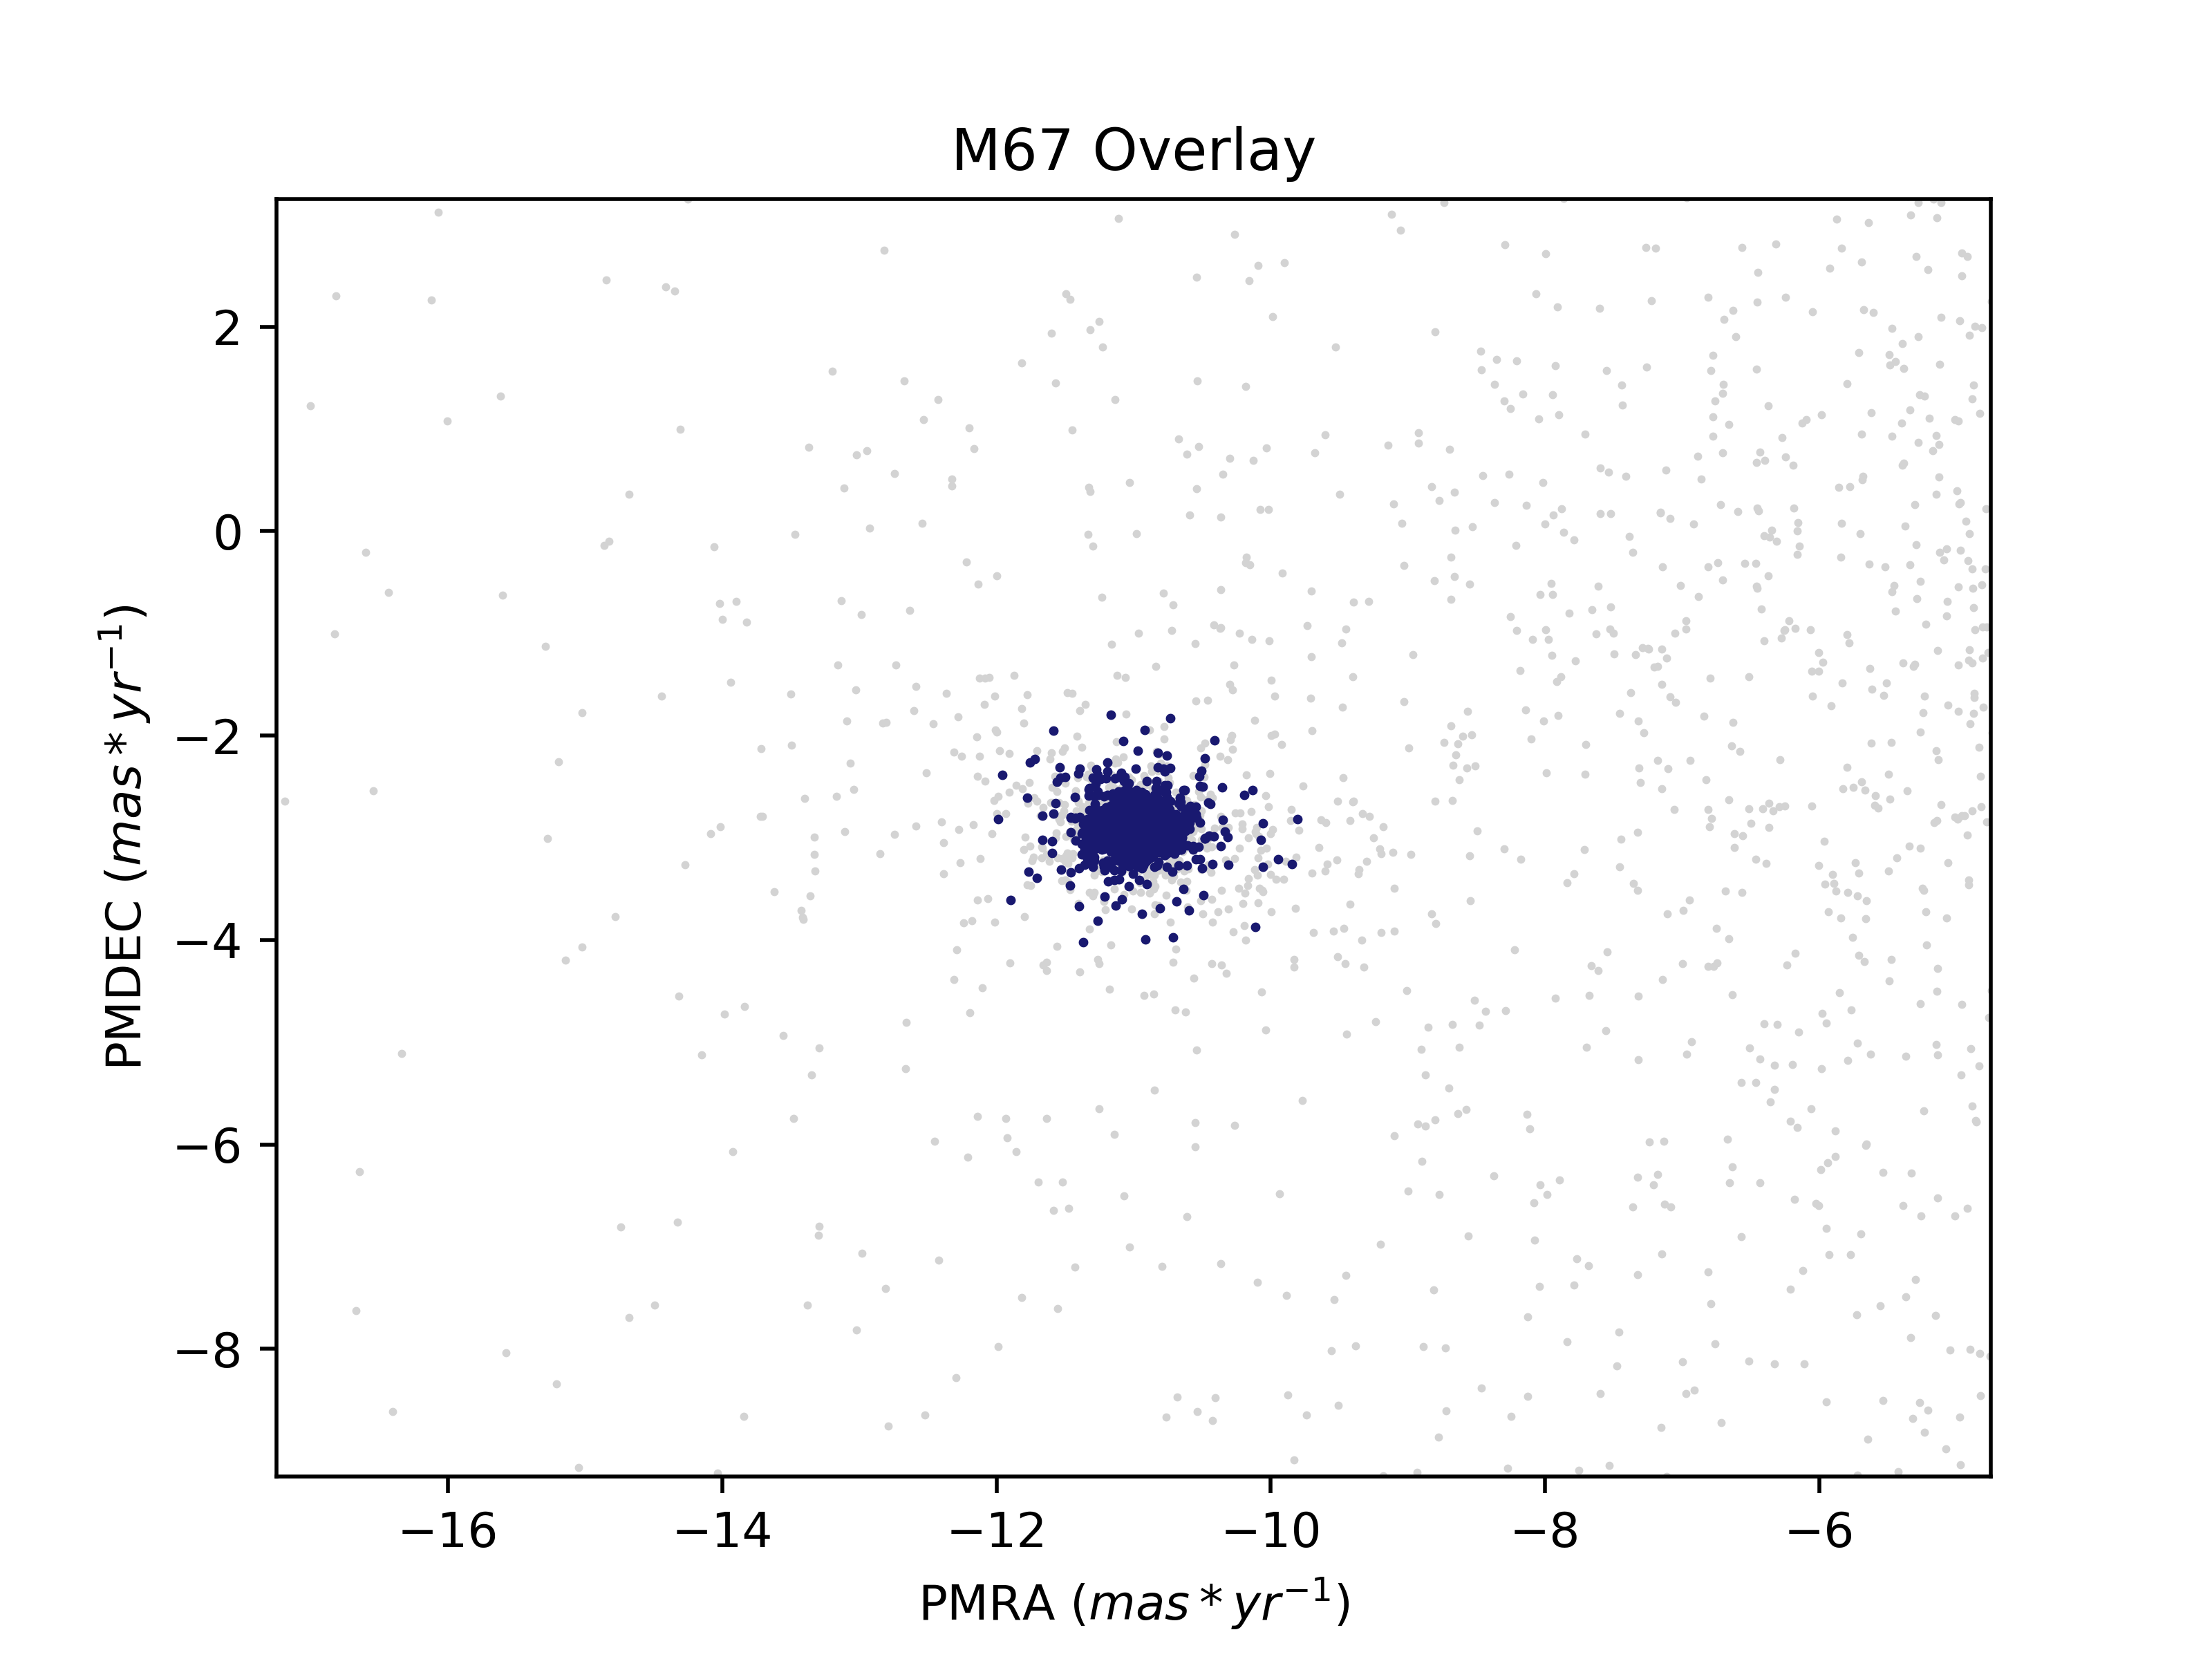 M67 Overlay
2
0
−2
−4
−6
−8
PMDEC (mas * yr⁻¹)
−16 −14 −12 −10 −8 −6
PMRA (mas * yr⁻¹)